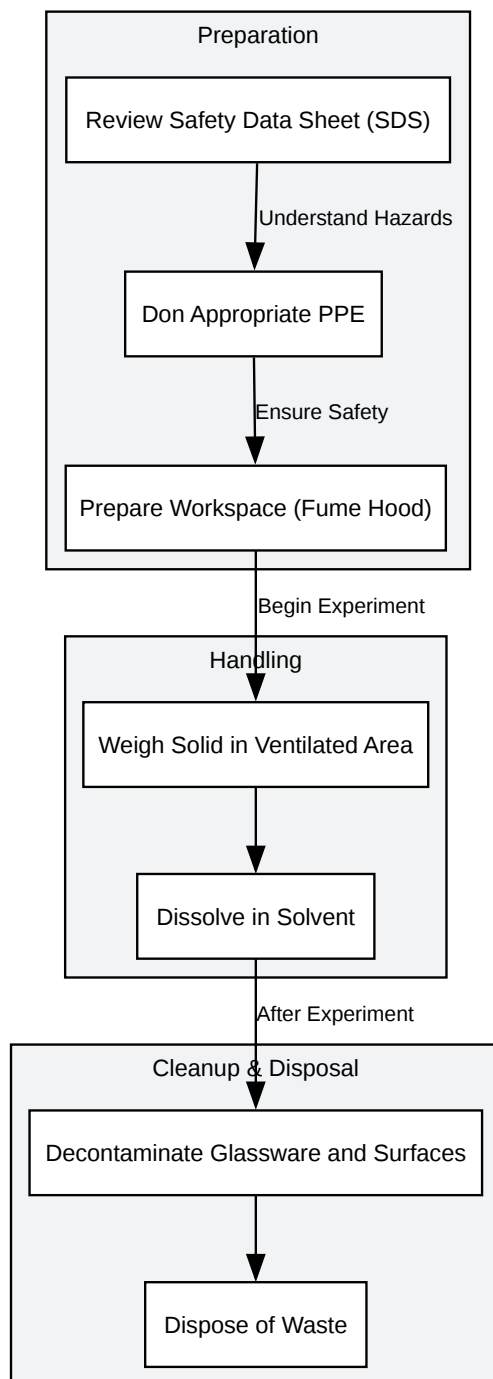 Preparation
Review Safety Data Sheet (SDS)
Understand Hazards
Don Appropriate PPE
Ensure Safety
Prepare Workspace (Fume Hood)
Begin Experiment
Handling
Weigh Solid in Ventilated Area
Dissolve in Solvent
After Experiment
Cleanup & Disposal
Decontaminate Glassware and Surfaces
Dispose of Waste